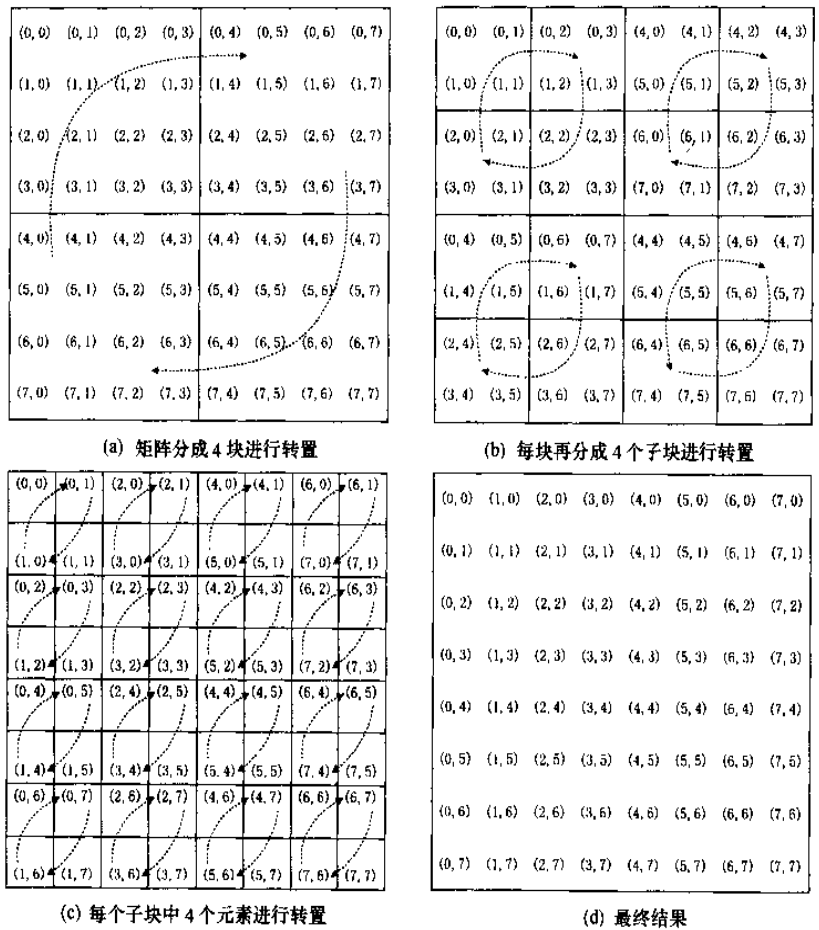 (0, 0) (0, 1) (0, 2) (0, 3) (0, 4) (0, 5) (0, 6) (0, 7)
(1, 0) (1, 1) (1, 2) (1, 3) (1, 4) (1, 5) (1, 6) (1, 7)
(2, 0) (2, 1) (2, 2) (2, 3) (2, 4) (2, 5) (2, 6) (2, 7)
(3, 0) (3, 1) (3, 2) (3, 3) (3, 4) (3, 5) (3, 6) (3, 7)
(4, 0) (4, 1) (4, 2) (4, 3) (4, 4) (4, 5) (4, 6) (4, 7)
(5, 0) (5, 1) (5, 2) (5, 3) (5, 4) (5, 5) (5, 6) (5, 7)
(6, 0) (6, 1) (6, 2) (6, 3) (6, 4) (6, 5) (6, 6) (6, 7)
(7, 0) (7, 1) (7, 2) (7, 3) (7, 4) (7, 5) (7, 6) (7, 7)
(a) 矩阵分成 4 块进行转置
(0, 0) (0, 1) (0, 2) (0, 3) (4, 0) (4, 1) (4, 2) (4, 3)
(1, 0) (1, 1) (1, 2) (1, 3) (5, 0) (5, 1) (5, 2) (5, 3)
(2, 0) (2, 1) (2, 2) (2, 3) (6, 0) (6, 1) (6, 2) (6, 3)
(3, 0) (3, 1) (3, 2) (3, 3) (7, 0) (7, 1) (7, 2) (7, 3)
(0, 4) (0, 5) (0, 6) (0, 7) (4, 4) (4, 5) (4, 6) (4, 7)
(1, 4) (1, 5) (1, 6) (1, 7) (5, 4) (5, 5) (5, 6) (5, 7)
(2, 4) (2, 5) (2, 6) (2, 7) (6, 4) (6, 5) (6, 6) (6, 7)
(3, 4) (3, 5) (3, 6) (3, 7) (7, 4) (7, 5) (7, 6) (7, 7)
(b) 每块再分成 4 个子块进行转置
(0, 0) (0, 1) (2, 0) (2, 1) (4, 0) (4, 1) (6, 0) (6, 1)
(1, 0) (1, 1) (3, 0) (3, 1) (5, 0) (5, 1) (7, 0) (7, 1)
(0, 2) (0, 3) (2, 2) (2, 3) (4, 2) (4, 3) (6, 2) (6, 3)
(1, 2) (1, 3) (3, 2) (3, 3) (5, 2) (5, 3) (7, 2) (7, 3)
(0, 4) (0, 5) (2, 4) (2, 5) (4, 4) (4, 5) (6, 4) (6, 5)
(1, 4) (1, 5) (3, 4) (3, 5) (5, 4) (5, 5) (7, 4) (7, 5)
(0, 6) (0, 7) (2, 6) (2, 7) (4, 6) (4, 7) (6, 6) (6, 7)
(1, 6) (1, 7) (3, 6) (3, 7) (5, 6) (5, 7) (7, 6) (7, 7)
(c) 每个子块中 4 个元素进行转置
(0, 0) (1, 0) (2, 0) (3, 0) (4, 0) (5, 0) (6, 0) (7, 0)
(0, 1) (1, 1) (2, 1) (3, 1) (4, 1) (5, 1) (6, 1) (7, 1)
(0, 2) (1, 2) (2, 2) (3, 2) (4, 2) (5, 2) (6, 2) (7, 2)
(0, 3) (1, 3) (2, 3) (3, 3) (4, 3) (5, 3) (6, 3) (7, 3)
(0, 4) (1, 4) (2, 4) (3, 4) (4, 4) (5, 4) (6, 4) (7, 4)
(0, 5) (1, 5) (2, 5) (3, 5) (4, 5) (5, 5) (6, 5) (7, 5)
(0, 6) (1, 6) (2, 6) (3, 6) (4, 6) (5, 6) (6, 6) (7, 6)
(0, 7) (1, 7) (2, 7) (3, 7) (4, 7) (5, 7) (6, 7) (7, 7)
(d) 最终结果